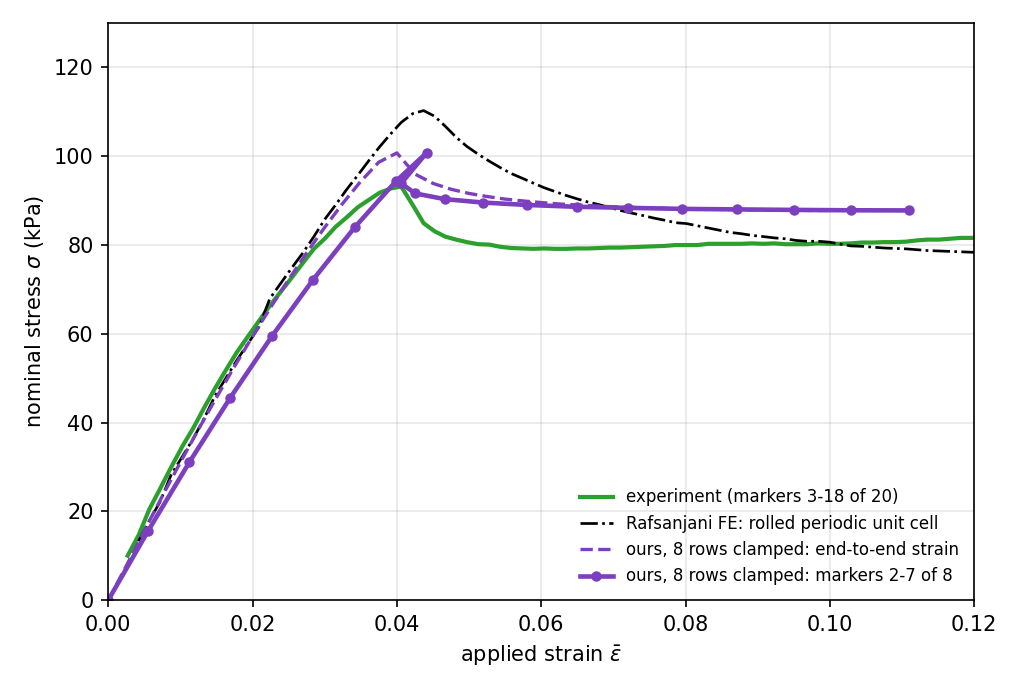 120
100
80
60
40
20
0
nominal stress σ (kPa)
0.00 0.02 0.04 0.06 0.08 0.10 0.12
applied strain ε̄
experiment (markers 3-18 of 20)
Rafsanjani FE: rolled periodic unit cell
ours, 8 rows clamped: end-to-end strain
ours, 8 rows clamped: markers 2-7 of 8